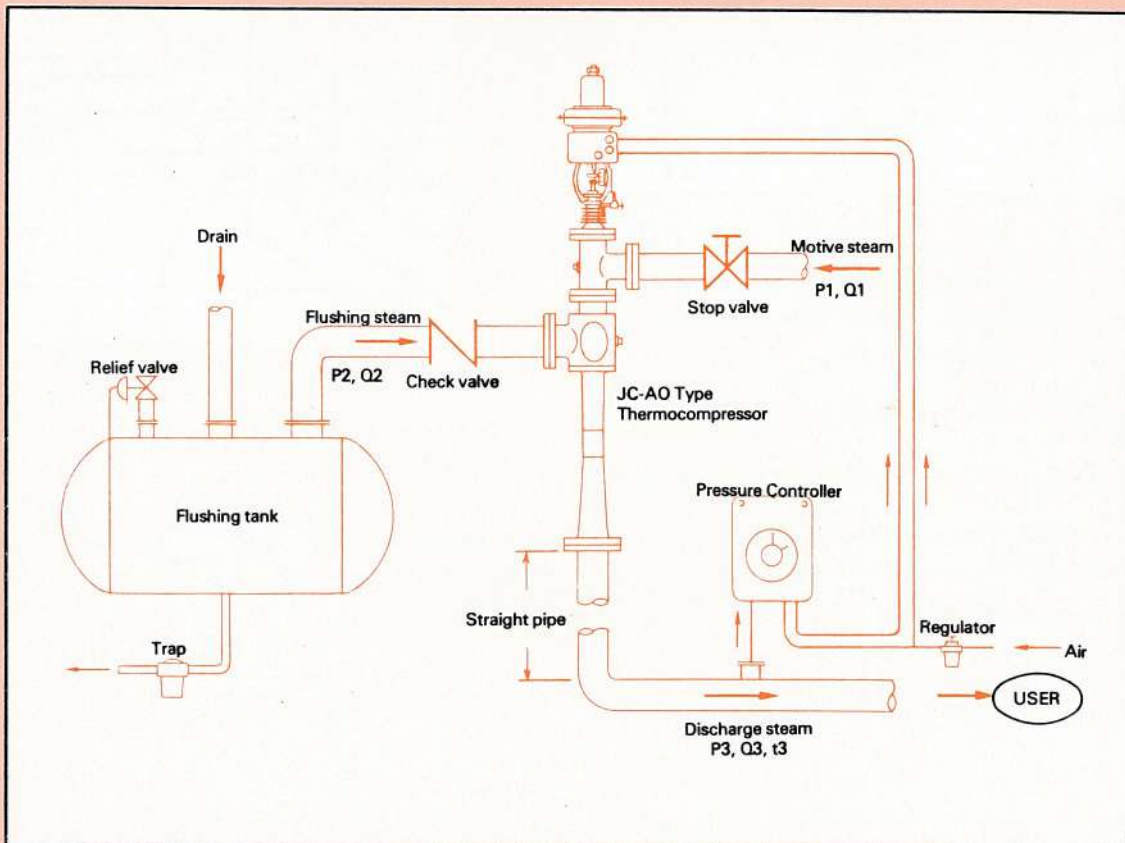 Drain
Motive steam
P1, Q1
Stop valve
Flushing steam
P2, Q2
Check valve
Relief valve
JC-AO Type
Thermocompressor
Pressure Controller
Flushing tank
Straight pipe
Regulator
Air
Trap
USER
Discharge steam
P3, Q3, t3